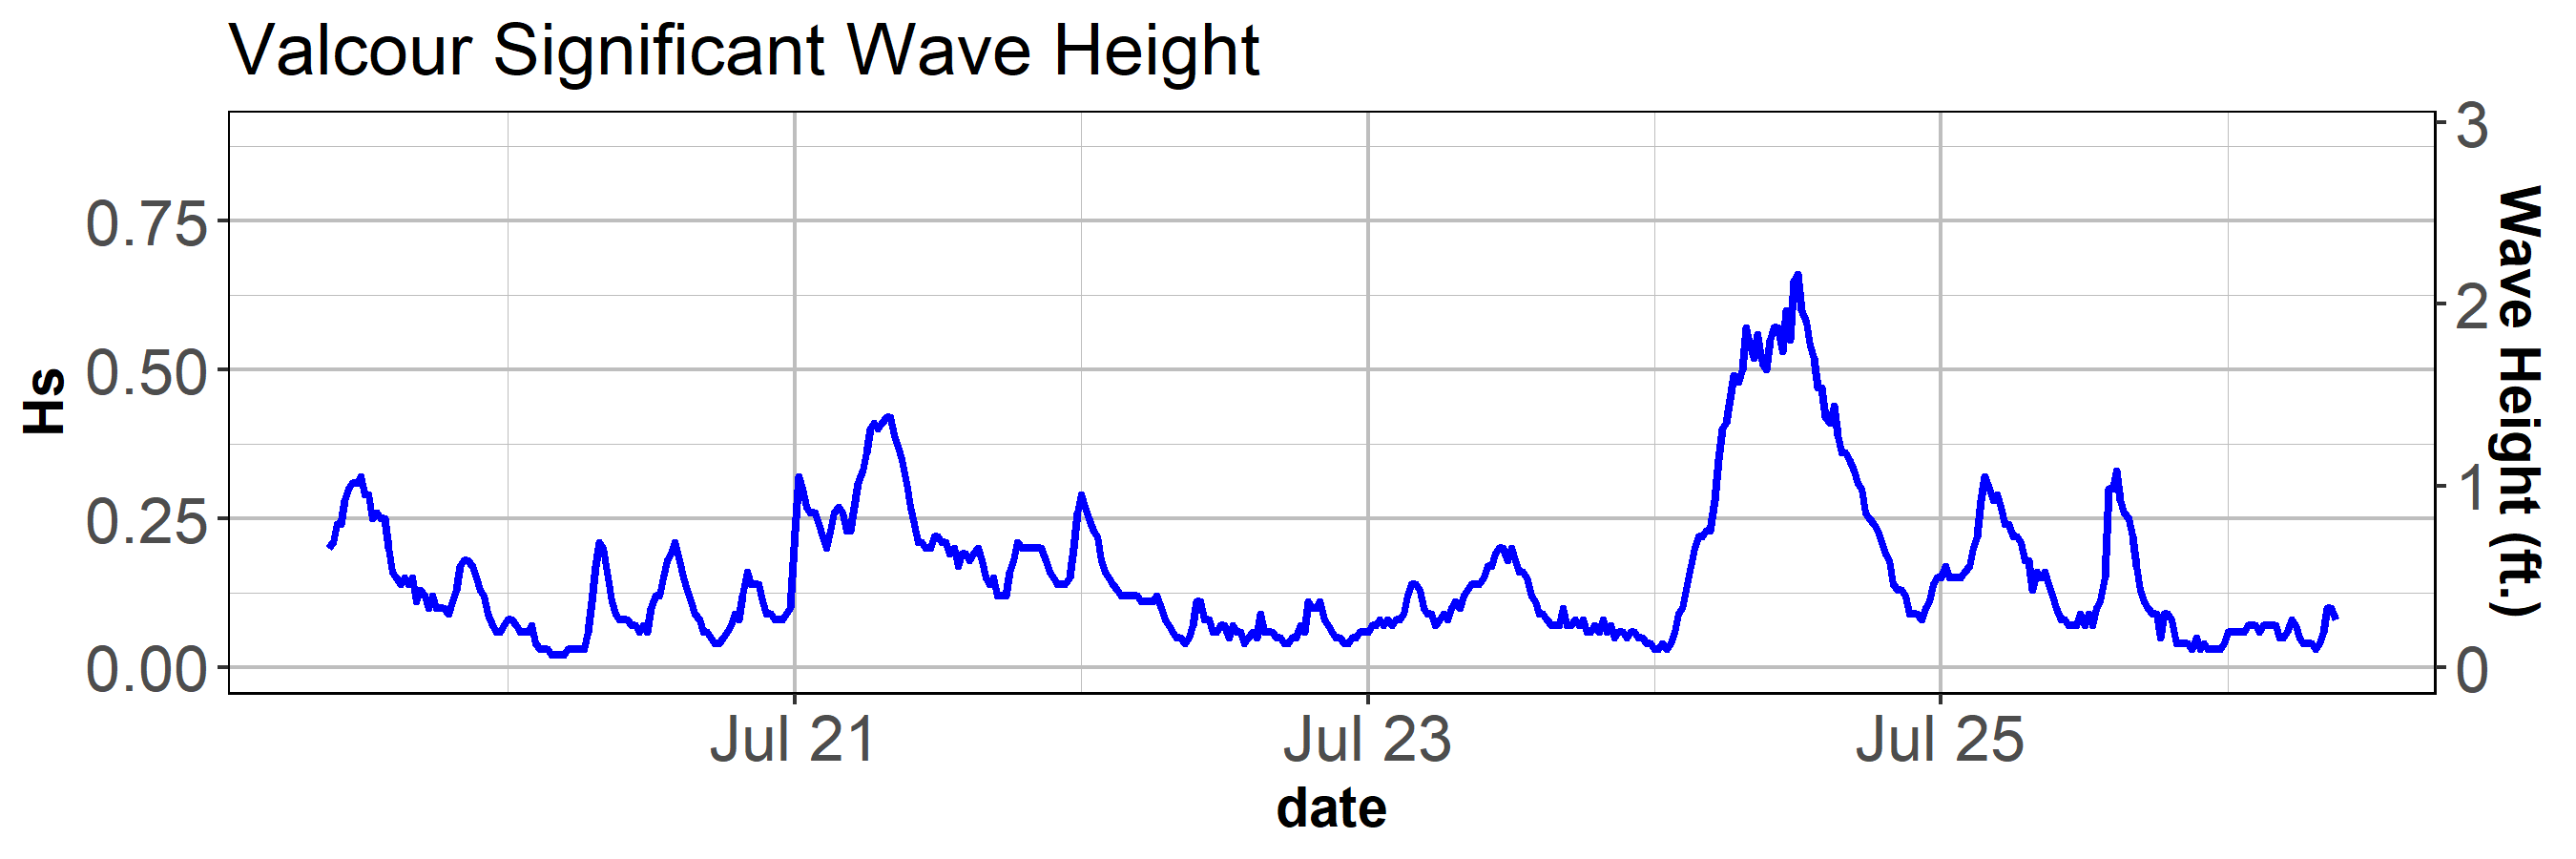 Valcour Significant Wave Height
Hs
0.75
0.50
0.25
0.00
3
2
1
0
Wave Height (ft.)
Jul 21
Jul 23
Jul 25
date